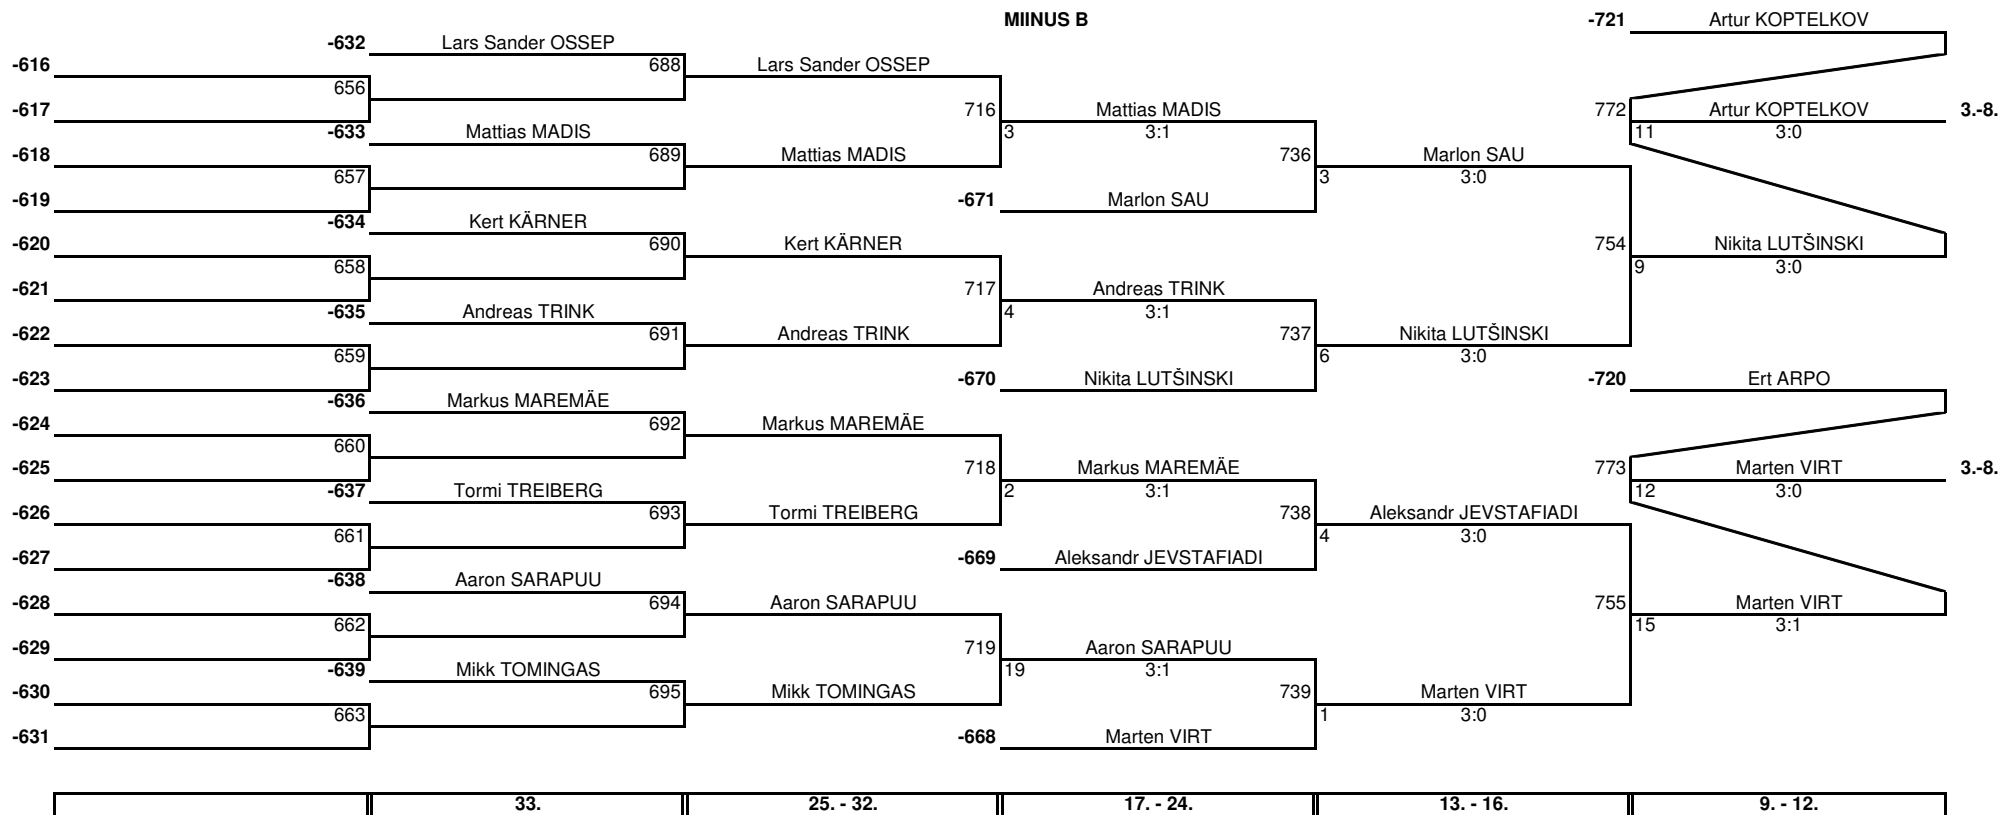 MIINUS B
-721 Artur KOPTELKOV
-632 Lars Sander OSSEP
-616 688 Lars Sander OSSEP
656
-617 716 Mattias MADIS 772 Artur KOPTELKOV 3.-8.
-633 Mattias MADIS 3 3:1 11 3:0
-618 689 Mattias MADIS 736 Marlon SAU
657 3 3:0
-619 -671 Marlon SAU
-634 Kert KÄRNER
-620 690 Kert KÄRNER 754 Nikita LUTŠINSKI
658 9 3:0
-621 717 Andreas TRINK
-635 Andreas TRINK 4 3:1
-622 691 Andreas TRINK 737 Nikita LUTŠINSKI
659 6 3:0
-623 -670 Nikita LUTŠINSKI -720 Ert ARPO
-636 Markus MAREMÄE
-624 692 Markus MAREMÄE
660
-625 718 Markus MAREMÄE 773 Marten VIRT 3.-8.
-637 Tormi TREIBERG 2 3:1 12 3:0
-626 693 Tormi TREIBERG 738 Aleksandr JEVSTAFIADI
661 4 3:0
-627 -669 Aleksandr JEVSTAFIADI
-638 Aaron SARAPUU
-628 694 Aaron SARAPUU 755 Marten VIRT
662 15 3:1
-629 719 Aaron SARAPUU
-639 Mikk TOMINGAS 19 3:1
-630 695 Mikk TOMINGAS 739 Marten VIRT
663 1 3:0
-631 -668 Marten VIRT
33. 25. - 32. 17. - 24. 13. - 16. 9. - 12.